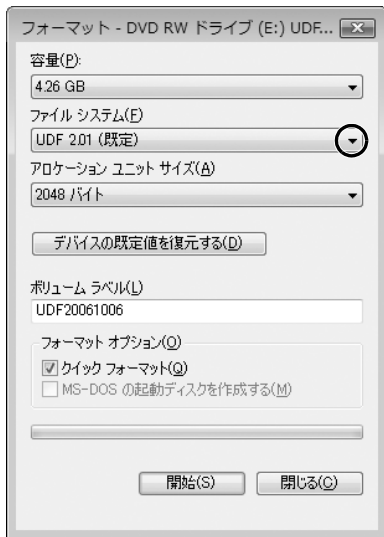 フォーマット - DVD RW ドライブ (E:) UDF...
容量(P):
4.26 GB
ファイル システム(F)
UDF 2.01 (既定)
アロケーション ユニット サイズ(A)
2048 バイト
デバイスの既定値を復元する(D)
ボリューム ラベル(L)
UDF20061006
フォーマット オプション(O)
クイック フォーマット(Q)
MS-DOS の起動ディスクを作成する(M)
開始(S)
閉じる(C)